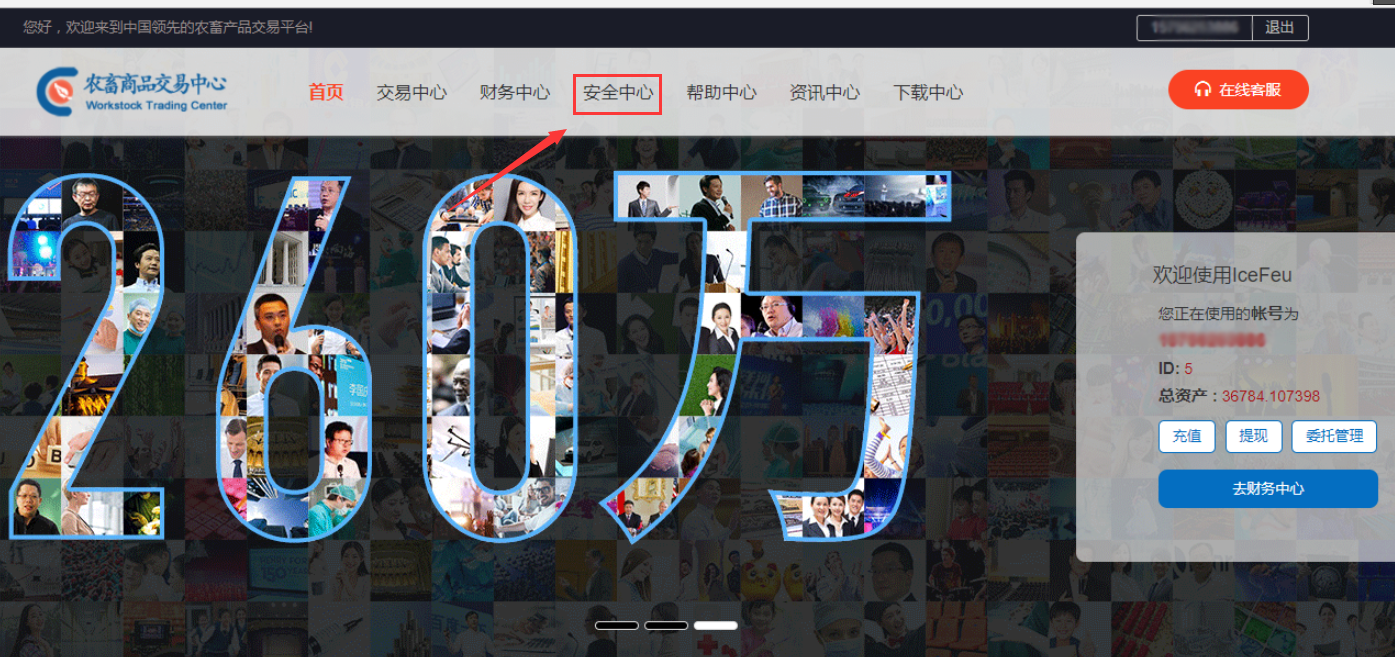 您好，欢迎来到中国领先的农畜产品交易平台!
退出
农畜商品交易中心
Workstock Trading Center
首页 交易中心 财务中心 安全中心 帮助中心 资讯中心 下载中心
在线客服
260万
欢迎使用IceFeu
您正在使用的帐号为
ID: 5
总资产：36784.107398
充值 提现 委托管理
去财务中心